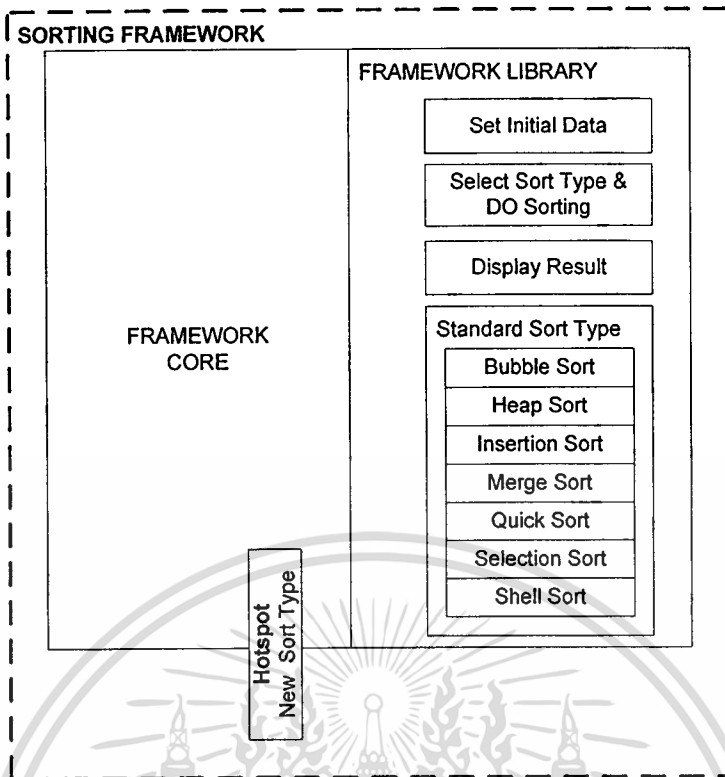 SORTING FRAMEWORK
FRAMEWORK
CORE
Hotspot
New Sort Type
FRAMEWORK LIBRARY
Set Initial Data
Select Sort Type &
DO Sorting
Display Result
Standard Sort Type
Bubble Sort
Heap Sort
Insertion Sort
Merge Sort
Quick Sort
Selection Sort
Shell Sort